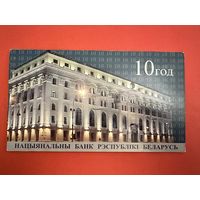 10 год
НАЦЫЯНАЛЬНЫ БАНК РЭСПУБЛІКІ БЕЛАРУСЬ